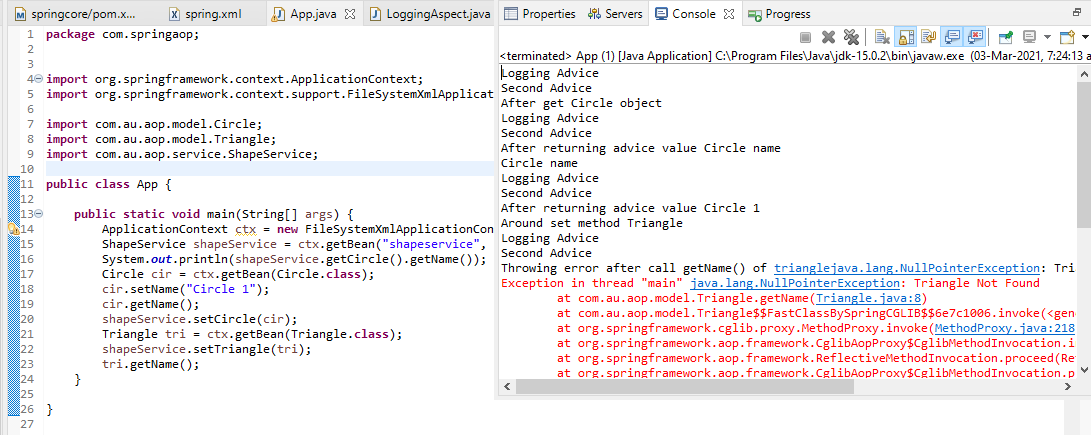 springcore/pom.x... spring.xml App.java LoggingAspect.java
1 package com.springaop;
2
3
4 import org.springframework.context.ApplicationContext;
5 import org.springframework.context.support.FileSystemXmlApplicat
6
7 import com.au.aop.model.Circle;
8 import com.au.aop.model.Triangle;
9 import com.au.aop.service.ShapeService;
10
11 public class App {
12
13 public static void main(String[] args) {
14 ApplicationContext ctx = new FileSystemXmlApplicationCon
15 ShapeService shapeService = ctx.getBean("shapeservice",
16 System.out.println(shapeService.getCircle().getName());
17 Circle cir = ctx.getBean(Circle.class);
18 cir.setName("Circle 1");
19 cir.getName();
20 shapeService.setCircle(cir);
21 Triangle tri = ctx.getBean(Triangle.class);
22 shapeService.setTriangle(tri);
23 tri.getName();
24 }
25
26 }
27
Properties Servers Console Progress
<terminated> App (1) [Java Application] C:\Program Files\Java\jdk-15.0.2\bin\javaw.exe (03-Mar-2021, 7:24:13 a
Logging Advice
Second Advice
After get Circle object
Logging Advice
Second Advice
After returning advice value Circle name
Circle name
Logging Advice
Second Advice
After returning advice value Circle 1
Around set method Triangle
Logging Advice
Second Advice
Throwing error after call getName() of trianglejava.lang.NullPointerException: Tri
Exception in thread "main" java.lang.NullPointerException: Triangle Not Found
at com.au.aop.model.Triangle.getName(Triangle.java:8)
at com.au.aop.model.Triangle$$FastClassBySpringCGLIB$$6e7c1006.invoke(<gen
at org.springframework.cglib.proxy.MethodProxy.invoke(MethodProxy.java:218
at org.springframework.aop.framework.CglibAopProxy$CglibMethodInvocation.i
at org.springframework.aop.framework.ReflectiveMethodInvocation.proceed(Re
at org.springframework.aop.framework.CglibAopProxy$CglibMethodInvocation.p